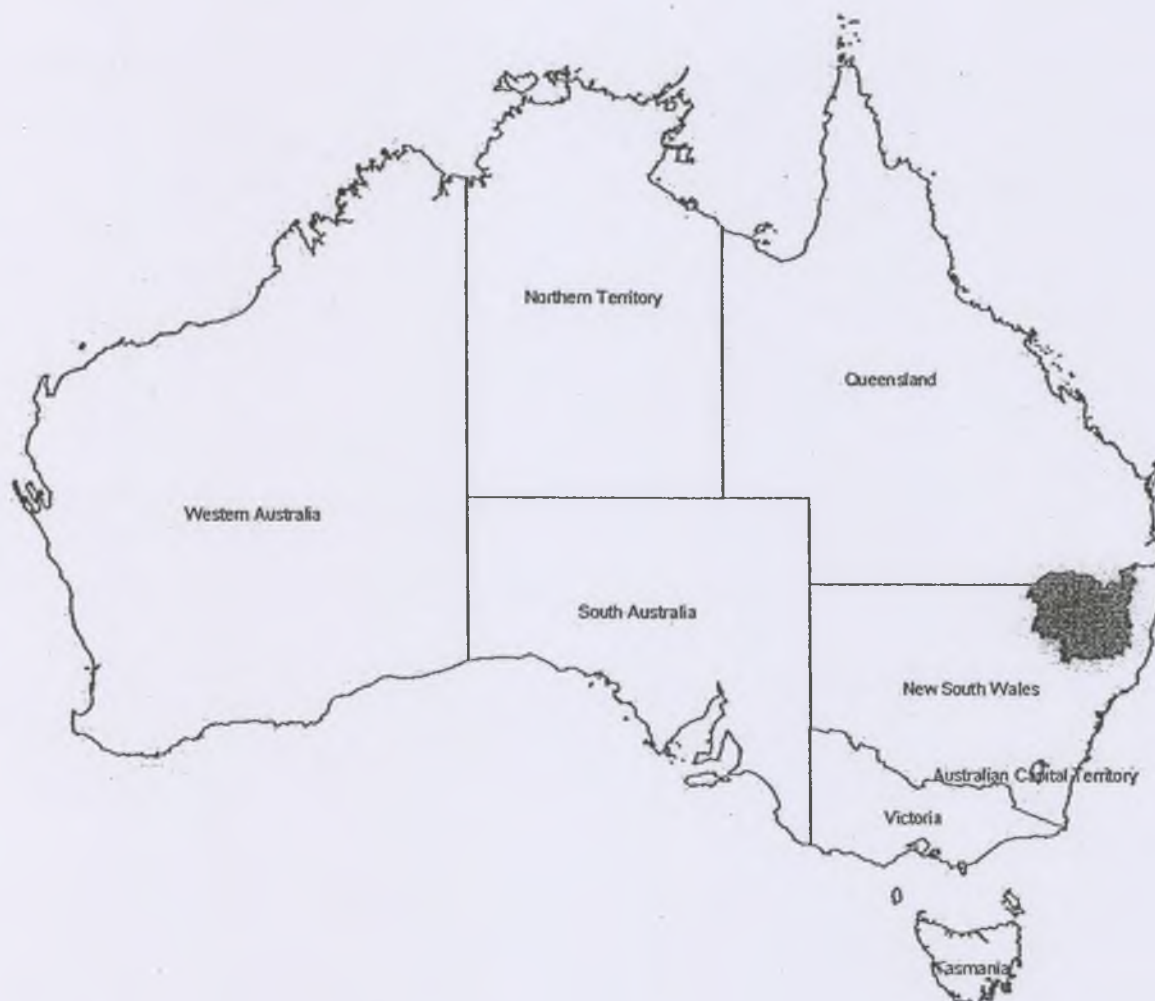 Northern Territory
Queensland
Western Australia
South Australia
New South Wales
Australian Capital Territory
Victoria
Tasmania